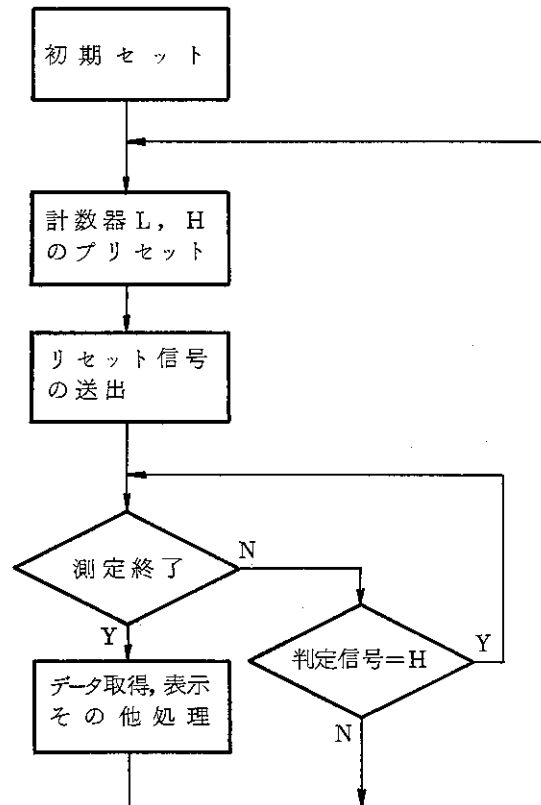 初期セット
計数器L，H
のプリセット
リセット信号
の送出
測定終了
N
Y
判定信号＝H
Y
N
データ取得，表示
その他処理